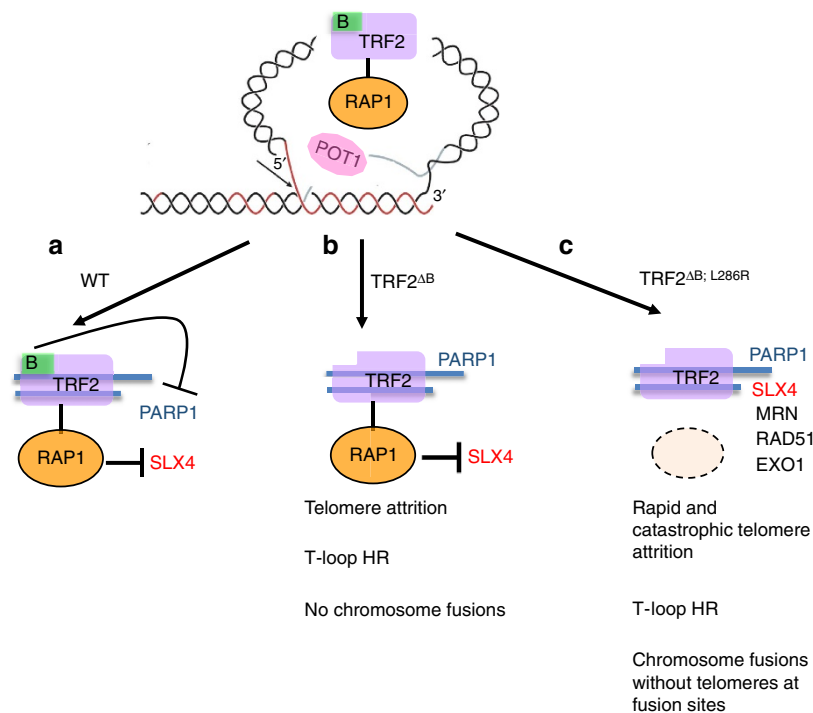 B
TRF2
RAP1
POT1
5′
3′
a
b
c
WT
TRF2ΔB
TRF2ΔB; L286R
B
TRF2
PARP1
RAP1
SLX4
PARP1
TRF2
RAP1
SLX4
Telomere attrition
T-loop HR
No chromosome fusions
PARP1
TRF2
SLX4
MRN
RAD51
EXO1
Rapid and
catastrophic telomere
attrition
T-loop HR
Chromosome fusions
without telomeres at
fusion sites